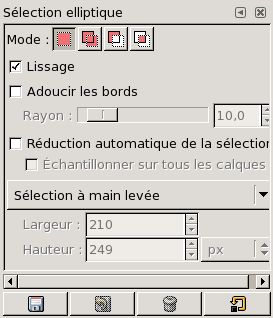 Sélection elliptique
Mode :
Lissage
Adoucir les bords
Rayon : 10,0
Réduction automatique de la sélection
Échantillonner sur tous les calques
Sélection à main levée
Largeur : 210
Hauteur : 249 px